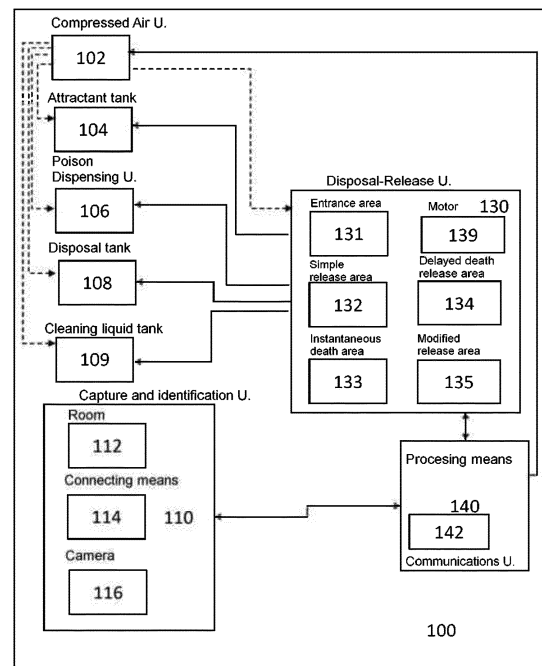 Compressed Air U.
102
Attractant tank
104
Poison
Dispensing U.
106
Disposal tank
108
Cleaning liquid tank
109
Disposal-Release U.
Entrance area
131
Motor 130
139
Simple
release area
132
Delayed death
release area
134
Instantaneous
death area
133
Modified
release area
135
Capture and identification U.
Room
112
Connecting means
114 110
Camera
116
Procesing means
140
142
Communications U.
100